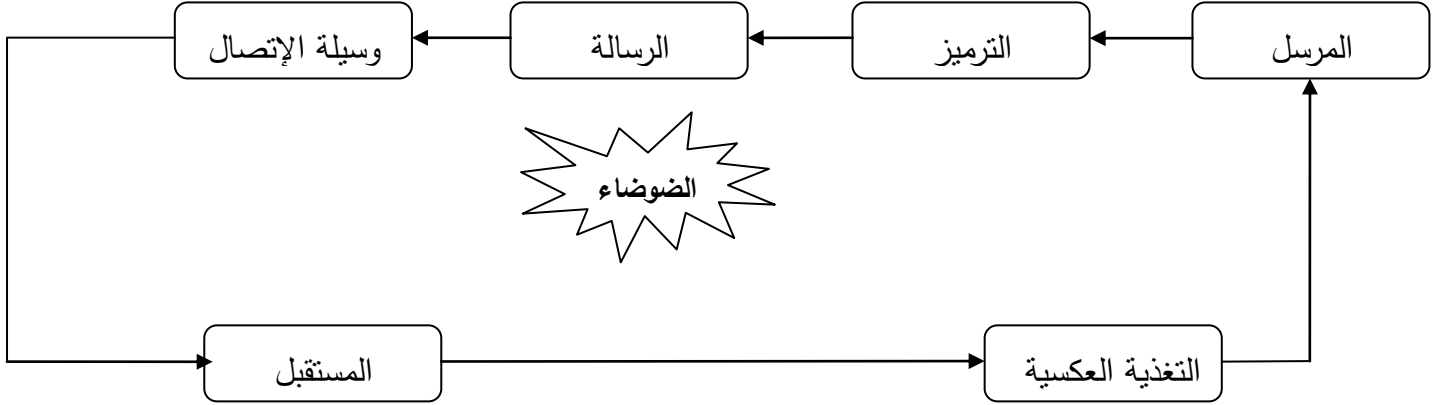 المرسل
الترميز
الرسالة
وسيلة الإتصال
الضوضاء
المستقبل
التغذية العكسية